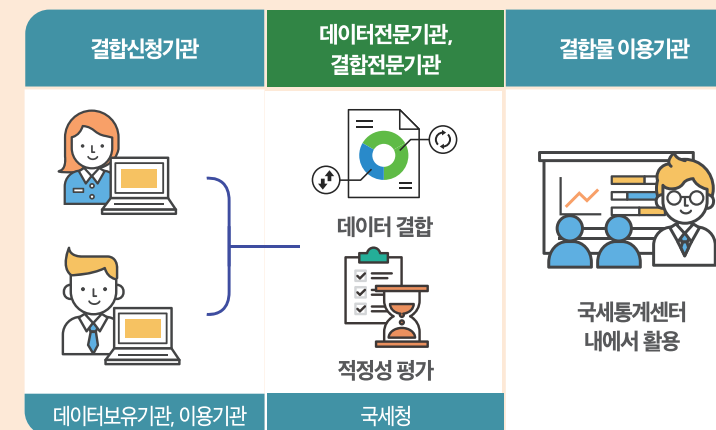 결합신청기관
데이터전문기관,
결합전문기관
결합물 이용기관
데이터 결합
적정성 평가
국세통계센터
내에서 활용
데이터보유기관, 이용기관
국세청